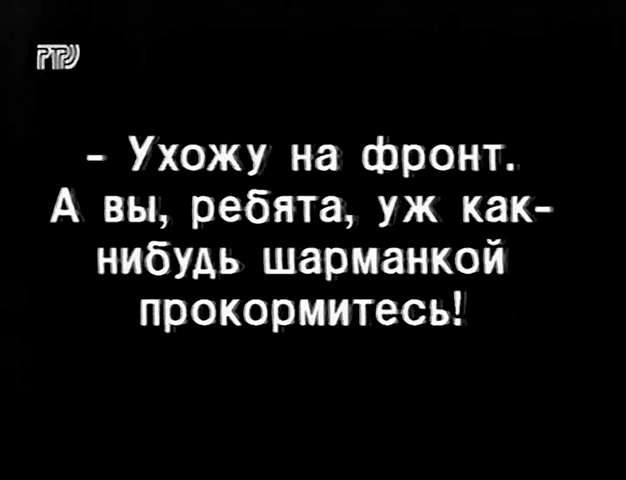 РТР
- Ухожу на фронт.
А вы, ребята, уж как-
нибудь шарманкой
прокормитесь!